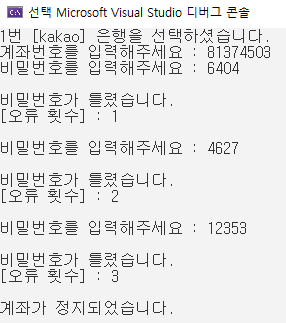 선택 Microsoft Visual Studio 디버그 콘솔
1번 [kakao] 은행을 선택하셨습니다.
계좌번호를 입력해주세요 : 81374503
비밀번호를 입력해주세요 : 6404
비밀번호가 틀렸습니다.
[오류 횟수] : 1
비밀번호를 입력해주세요 : 4627
비밀번호가 틀렸습니다.
[오류 횟수] : 2
비밀번호를 입력해주세요 : 12353
비밀번호가 틀렸습니다.
[오류 횟수] : 3
계좌가 정지되었습니다.